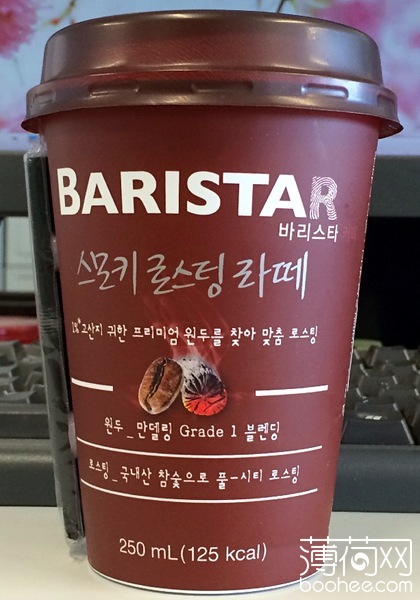 BARISTAR
바리스타
스모키 로스팅 라떼
1%*고산지 귀한 프리미엄 원두를 찾아 맞춤 로스팅
원두_만델링 Grade 1 블렌딩
로스팅_국내산 참숯으로 풀-시티 로스팅
250 mL(125 kcal)
薄荷网
boohee.com